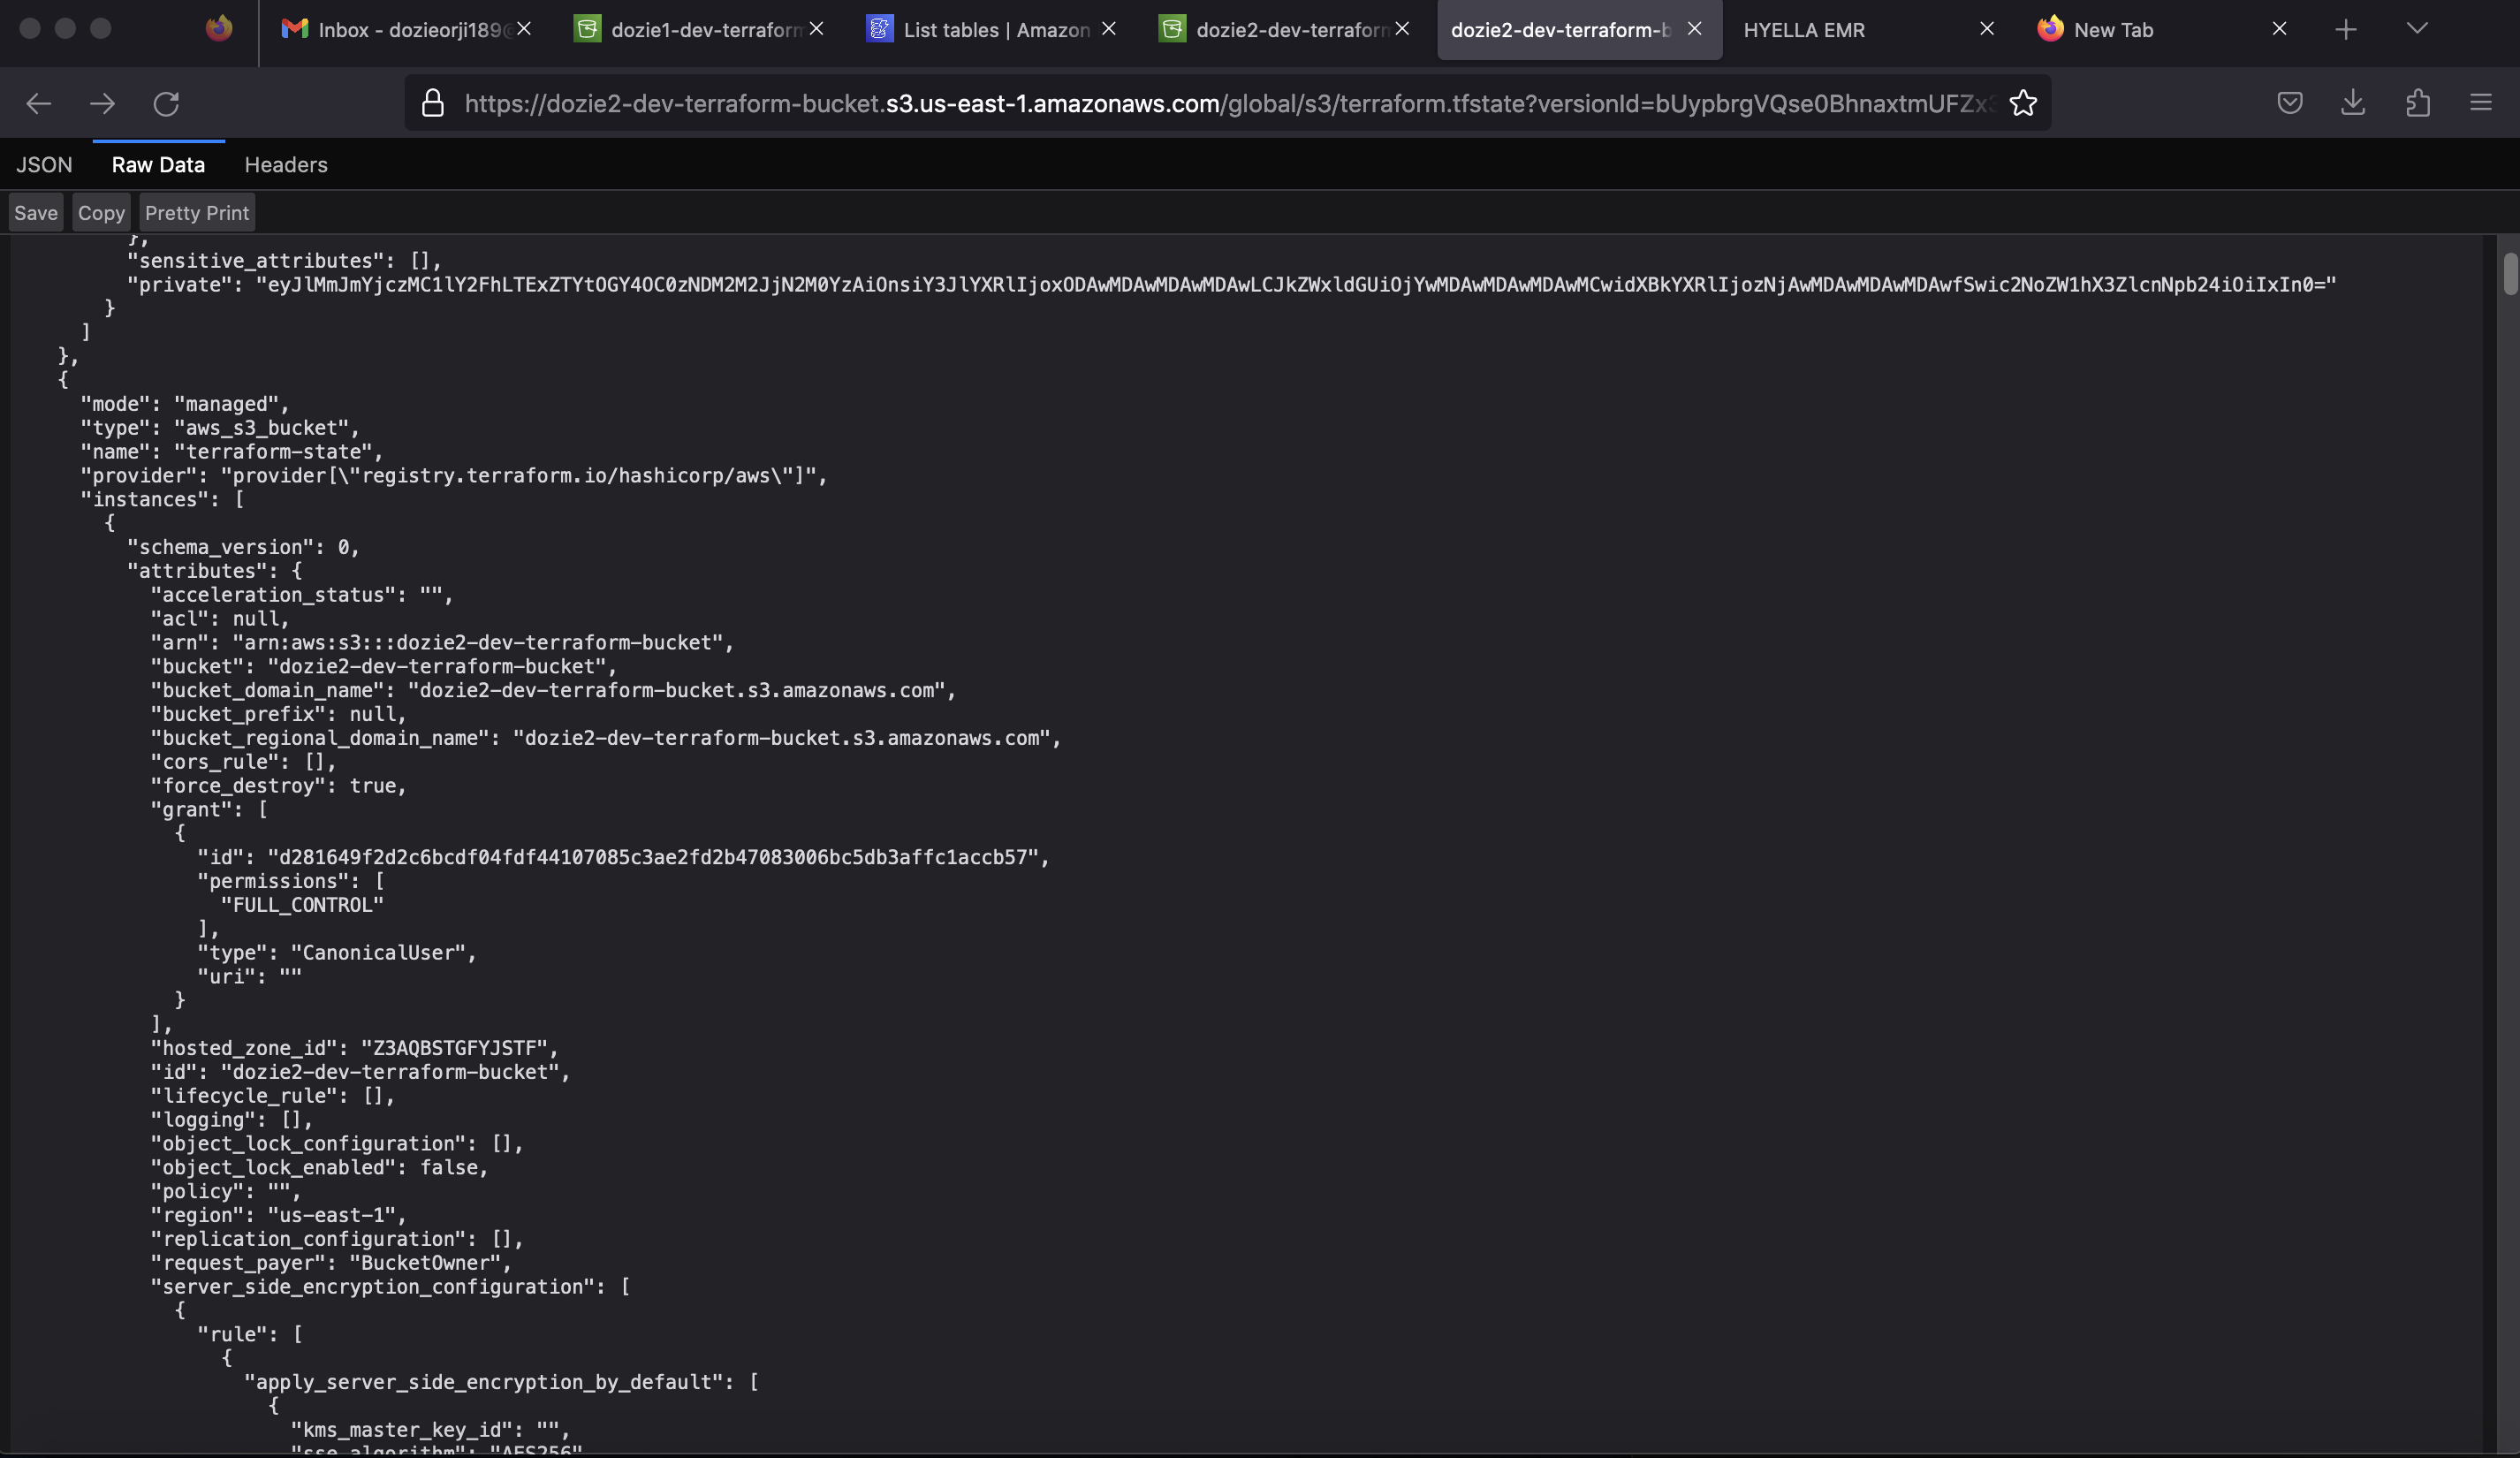 Inbox - dozieorji189
dozie1-dev-terraform
List tables | Amazon
dozie2-dev-terraform
dozie2-dev-terraform-b
HYELLA EMR
New Tab
https://dozie2-dev-terraform-bucket.s3.us-east-1.amazonaws.com/global/s3/terraform.tfstate?versionId=bUypbrgVQse0BhnaxtmUFZx
JSON
Raw Data
Headers
Save
Copy
Pretty Print
},
"sensitive_attributes": [],
"private": "eyJlMmJmYjczMC1lY2FhLTExZTYtOGY4OC0zNDM2M2JjN2M0YzAiOnsiY3JlYXRlIjoxODAwMDAwMDAwMDAwLCJkZWxldGUiOjYwMDAwMDAwMDAwMCwidXBkYXRlIjozNjAwMDAwMDAwMDAwfSwic2NoZW1hX3ZlcnNpb24iOiIxIn0="
}
]
},
{
"mode": "managed",
"type": "aws_s3_bucket",
"name": "terraform-state",
"provider": "provider[\"registry.terraform.io/hashicorp/aws\"]",
"instances": [
{
"schema_version": 0,
"attributes": {
"acceleration_status": "",
"acl": null,
"arn": "arn:aws:s3:::dozie2-dev-terraform-bucket",
"bucket": "dozie2-dev-terraform-bucket",
"bucket_domain_name": "dozie2-dev-terraform-bucket.s3.amazonaws.com",
"bucket_prefix": null,
"bucket_regional_domain_name": "dozie2-dev-terraform-bucket.s3.amazonaws.com",
"cors_rule": [],
"force_destroy": true,
"grant": [
{
"id": "d281649f2d2c6bcdf04fdf44107085c3ae2fd2b47083006bc5db3affc1accb57",
"permissions": [
"FULL_CONTROL"
],
"type": "CanonicalUser",
"uri": ""
}
],
"hosted_zone_id": "Z3AQBSTGFYJSTF",
"id": "dozie2-dev-terraform-bucket",
"lifecycle_rule": [],
"logging": [],
"object_lock_configuration": [],
"object_lock_enabled": false,
"policy": "",
"region": "us-east-1",
"replication_configuration": [],
"request_payer": "BucketOwner",
"server_side_encryption_configuration": [
{
"rule": [
{
"apply_server_side_encryption_by_default": [
{
"kms_master_key_id": "",
"sse_algorithm": "AES256"